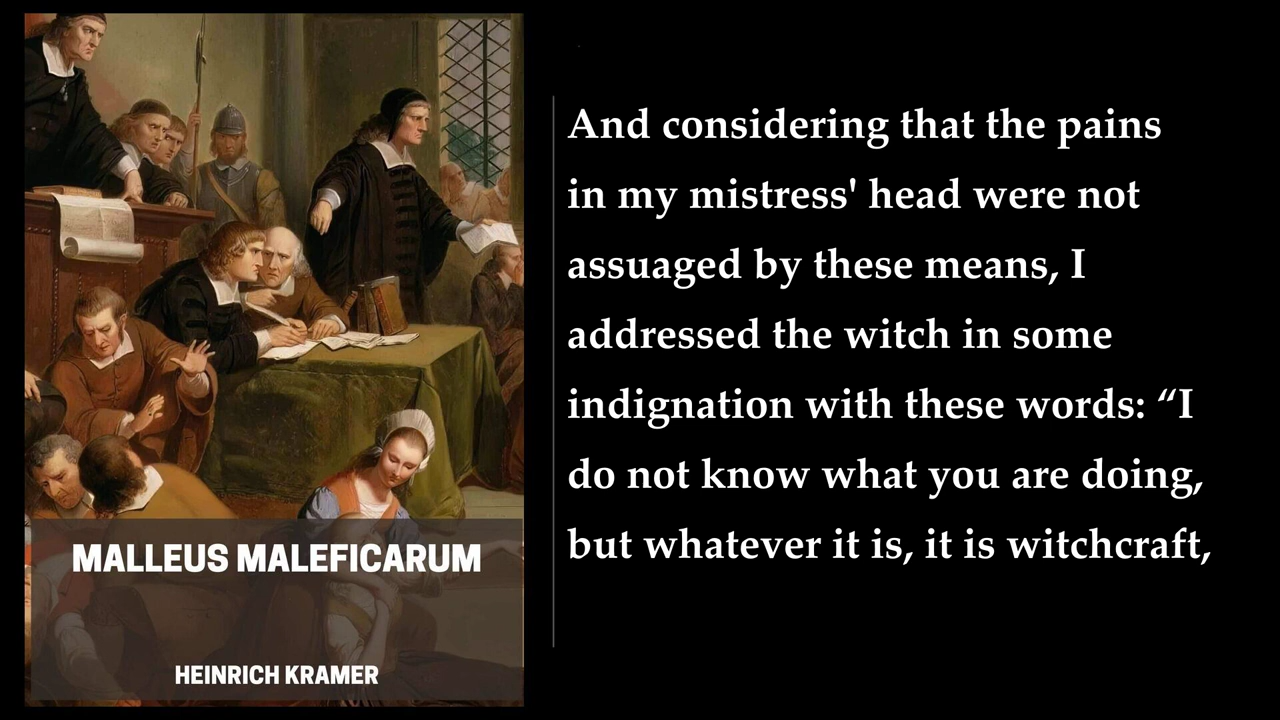 MALLEUS MALEFICARUM
HEINRICH KRAMER
And considering that the pains
in my mistress' head were not
assuaged by these means, I
addressed the witch in some
indignation with these words: “I
do not know what you are doing,
but whatever it is, it is witchcraft,